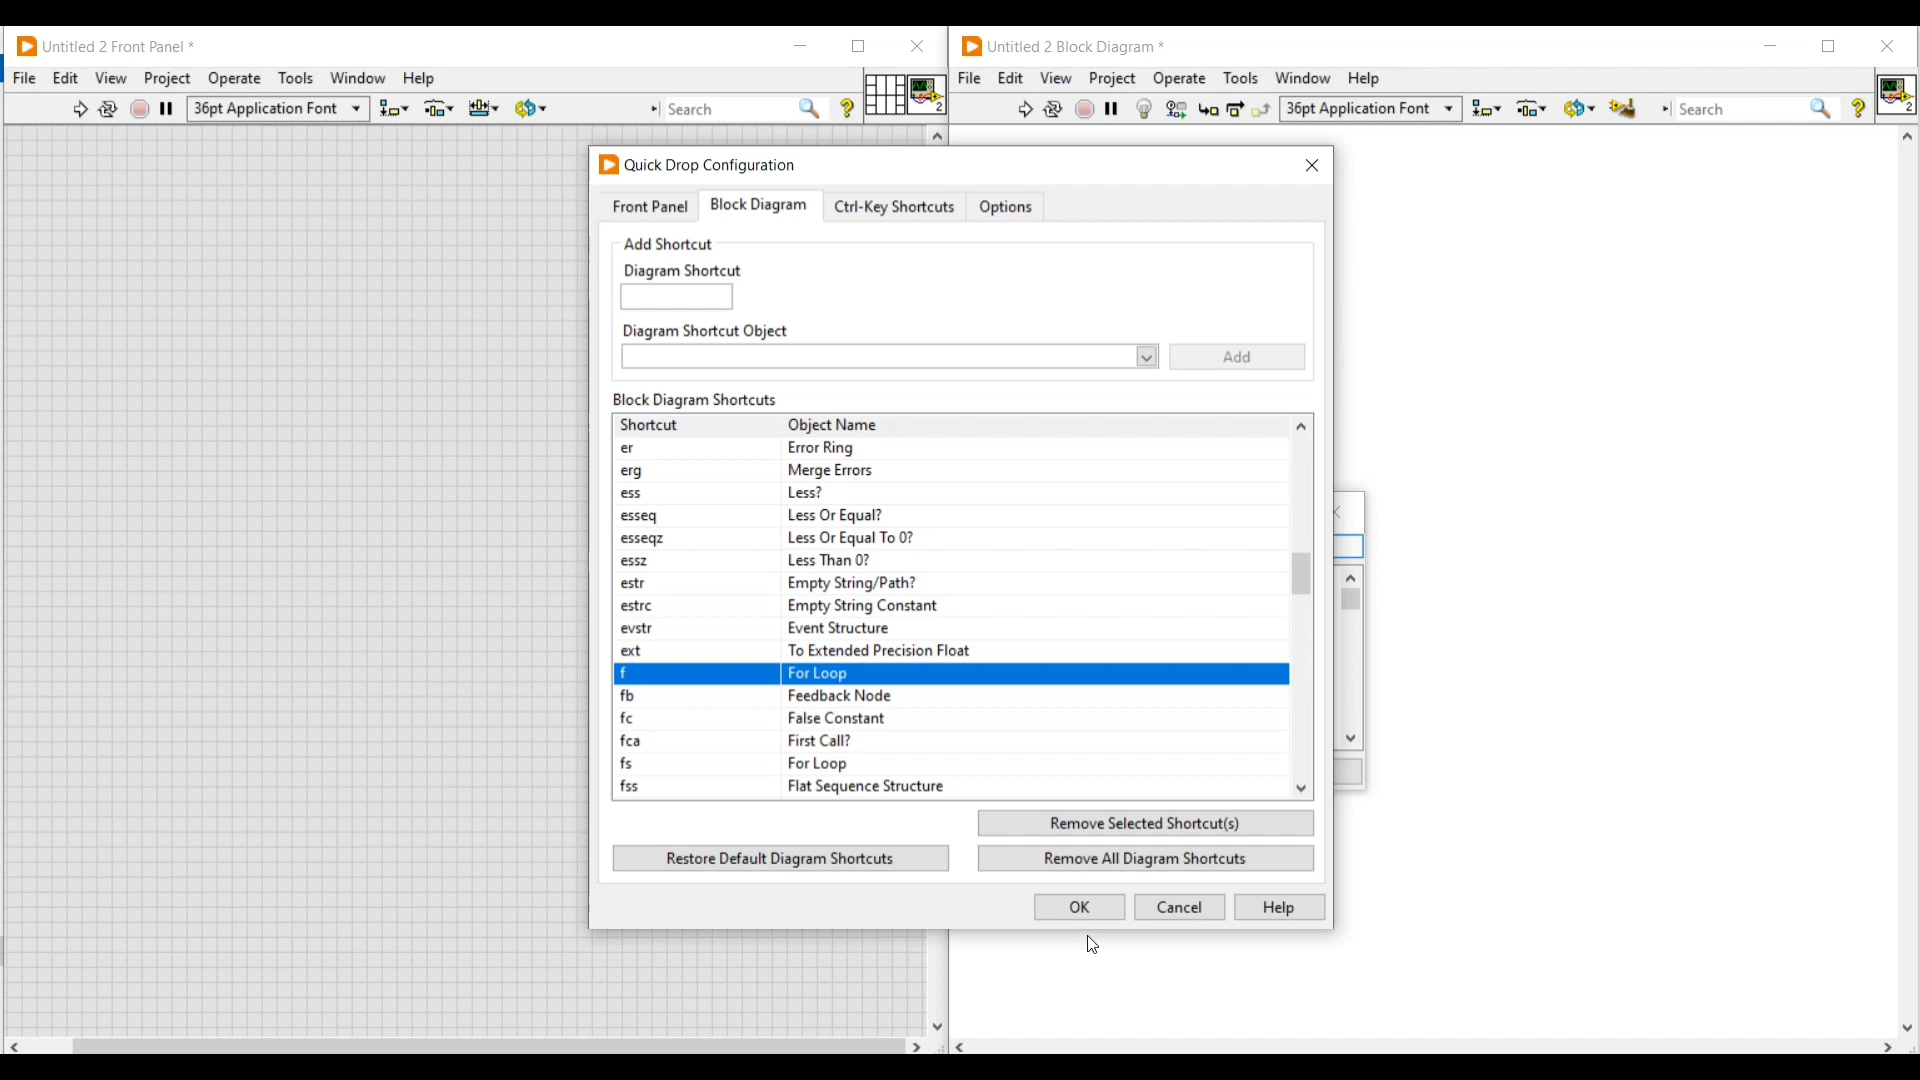 Untitled 2 Front Panel *
File Edit View Project Operate Tools Window Help
36pt Application Font
Search
2
Untitled 2 Block Diagram *
File Edit View Project Operate Tools Window Help
36pt Application Font
Search
2
Quick Drop Configuration
Front Panel Block Diagram Ctrl-Key Shortcuts Options
Add Shortcut
Diagram Shortcut
Diagram Shortcut Object
Add
Block Diagram Shortcuts
Shortcut Object Name
er Error Ring
erg Merge Errors
ess Less?
esseq Less Or Equal?
esseqz Less Or Equal To 0?
essz Less Than 0?
estr Empty String/Path?
estrc Empty String Constant
evstr Event Structure
ext To Extended Precision Float
f For Loop
fb Feedback Node
fc False Constant
fca First Call?
fs For Loop
fss Flat Sequence Structure
Remove Selected Shortcut(s)
Restore Default Diagram Shortcuts Remove All Diagram Shortcuts
OK Cancel Help